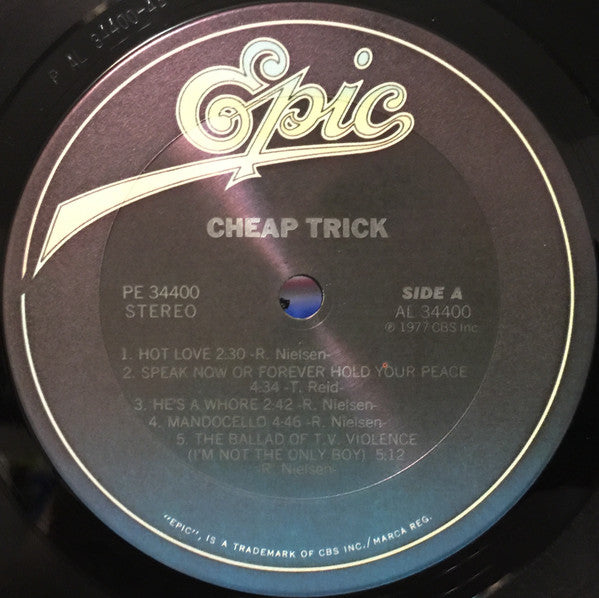 P AL 34400
Epic
CHEAP TRICK
PE 34400
STEREO
SIDE A
AL 34400
℗ 1977 CBS Inc
1. HOT LOVE 2:30 -R. Nielsen-
2. SPEAK NOW OR FOREVER HOLD YOUR PEACE
4:34 -T. Reid-
3. HE'S A WHORE 2:42 -R. Nielsen-
4. MANDOCELLO 4:46 -R. Nielsen-
5. THE BALLAD OF T.V. VIOLENCE
(I'M NOT THE ONLY BOY) 5:12
-R. Nielsen-
"EPIC", IS A TRADEMARK OF CBS INC./MARCA REG.